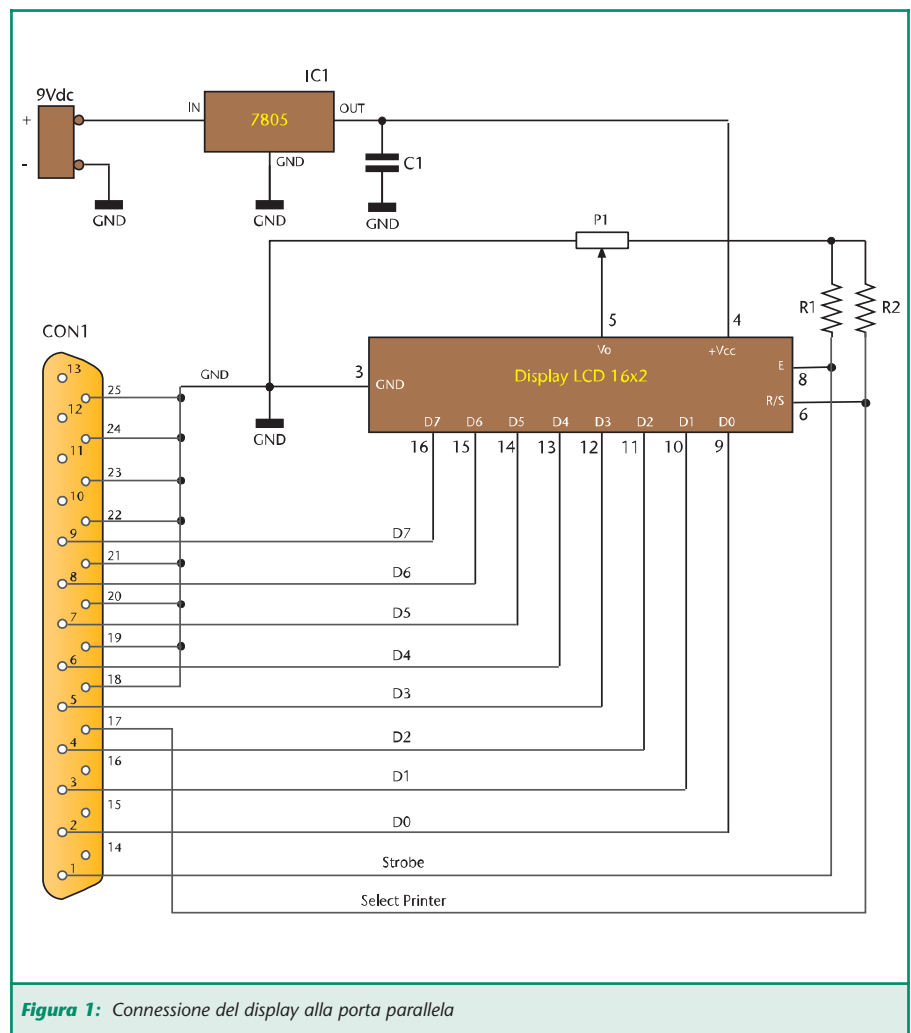 IC1
9Vdc
+
-
IN
7805
OUT
GND
C1
GND
GND
GND
P1
R1
R2
CON1
5
4
Vo
+Vcc
GND
3
GND
Display LCD 16x2
E
8
R/S
6
GND
D7
D6
D5
D4
D3
D2
D1
D0
16
15
14
13
12
11
10
9
13
25
12
24
11
23
10
22
9
D7
21
8
D6
20
7
D5
19
6
D4
18
5
D3
17
4
D2
16
3
D1
15
2
D0
14
1
Strobe
Select Printer
Figura 1: Connessione del display alla porta parallela